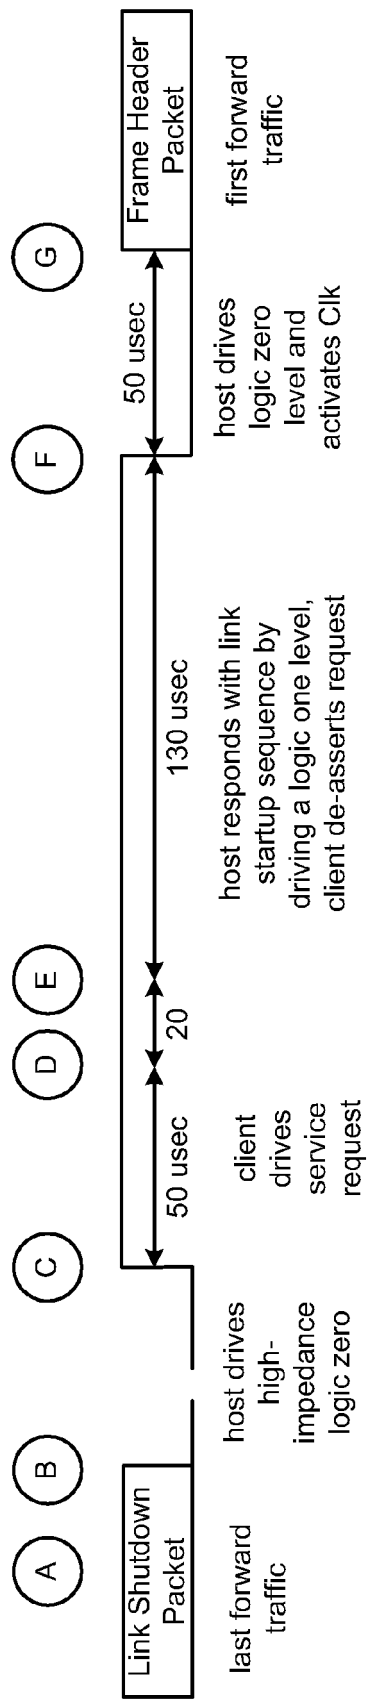 A
B
C
D
E
F
G
Link Shutdown
Packet
50 usec
20
130 usec
50 usec
Frame Header
Packet
last forward
traffic
host drives
high-
impedance
logic zero
client
drives
service
request
host responds with link
startup sequence by
driving a logic one level,
client de-asserts request
host drives
logic zero
level and
activates Clk
first forward
traffic